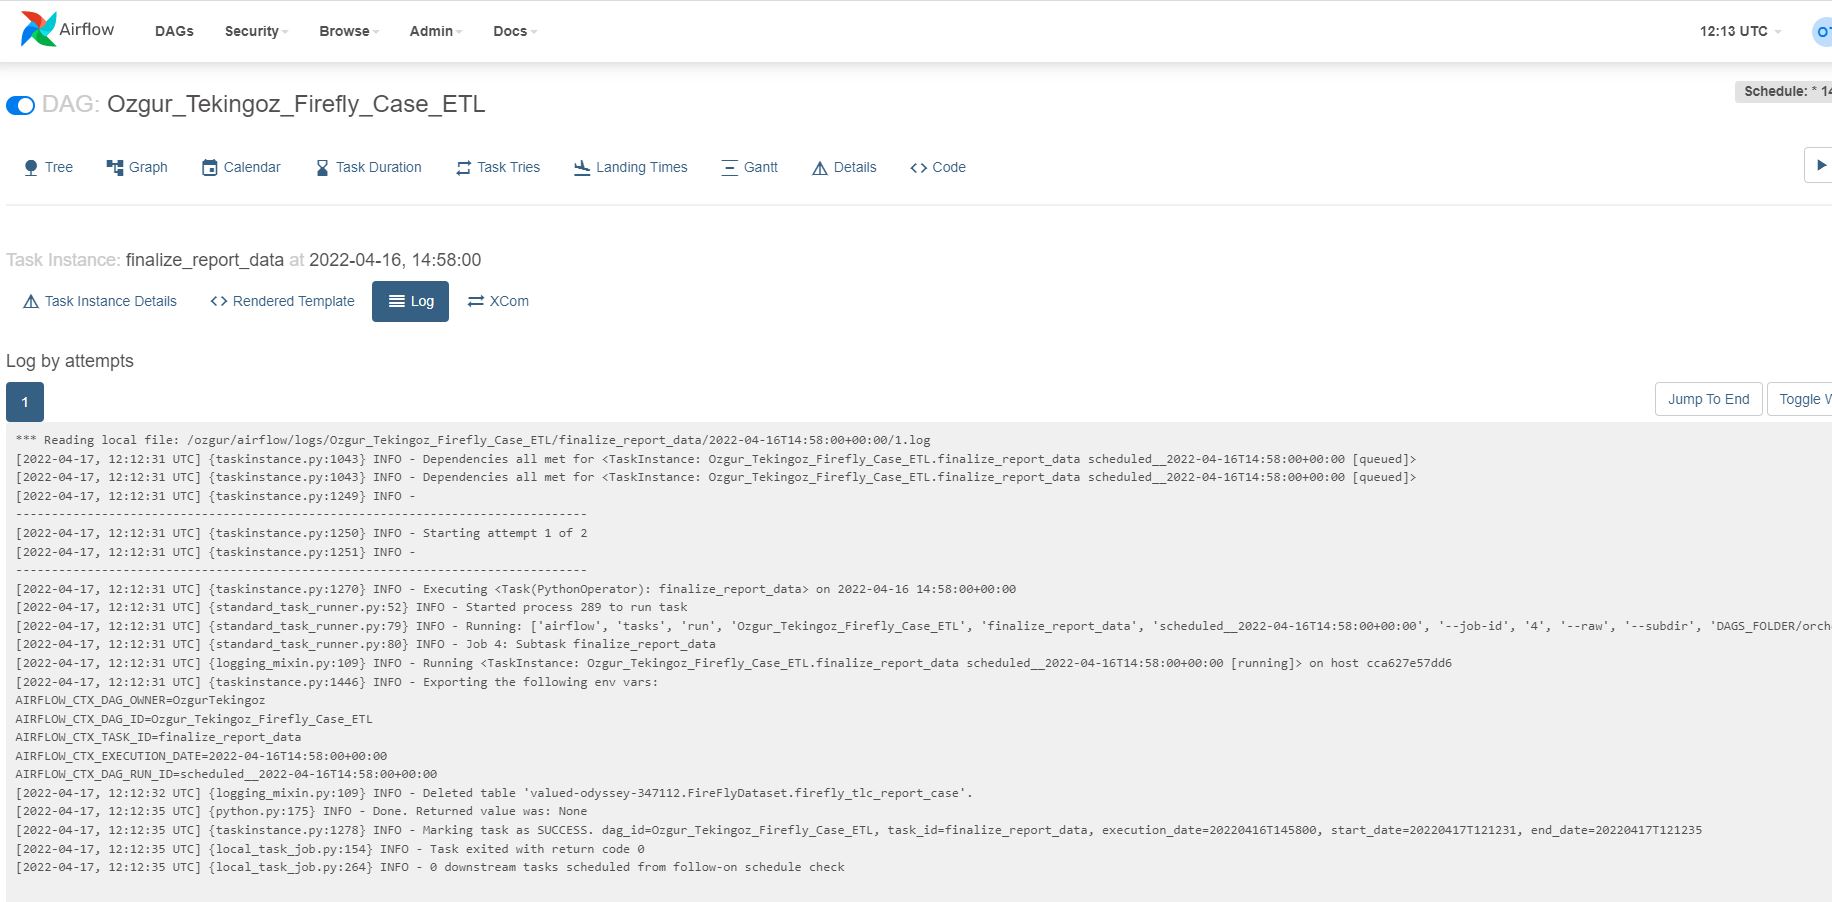 Airflow DAGs Security Browse Admin Docs 12:13 UTC
DAG: Ozgur_Tekingoz_Firefly_Case_ETL Schedule: * 14
Tree Graph Calendar Task Duration Task Tries Landing Times Gantt Details Code
Task Instance: finalize_report_data at 2022-04-16, 14:58:00
Task Instance Details Rendered Template Log XCom
Log by attempts
1 Jump To End Toggle
*** Reading local file: /ozgur/airflow/logs/Ozgur_Tekingoz_Firefly_Case_ETL/finalize_report_data/2022-04-16T14:58:00+00:00/1.log
[2022-04-17, 12:12:31 UTC] {taskinstance.py:1043} INFO - Dependencies all met for <TaskInstance: Ozgur_Tekingoz_Firefly_Case_ETL.finalize_report_data scheduled__2022-04-16T14:58:00+00:00 [queued]>
[2022-04-17, 12:12:31 UTC] {taskinstance.py:1043} INFO - Dependencies all met for <TaskInstance: Ozgur_Tekingoz_Firefly_Case_ETL.finalize_report_data scheduled__2022-04-16T14:58:00+00:00 [queued]>
[2022-04-17, 12:12:31 UTC] {taskinstance.py:1249} INFO -
--------------------------------------------------------------------------------
[2022-04-17, 12:12:31 UTC] {taskinstance.py:1250} INFO - Starting attempt 1 of 2
[2022-04-17, 12:12:31 UTC] {taskinstance.py:1251} INFO -
--------------------------------------------------------------------------------
[2022-04-17, 12:12:31 UTC] {taskinstance.py:1270} INFO - Executing <Task(PythonOperator): finalize_report_data> on 2022-04-16 14:58:00+00:00
[2022-04-17, 12:12:31 UTC] {standard_task_runner.py:52} INFO - Started process 289 to run task
[2022-04-17, 12:12:31 UTC] {standard_task_runner.py:79} INFO - Running: ['airflow', 'tasks', 'run', 'Ozgur_Tekingoz_Firefly_Case_ETL', 'finalize_report_data', 'scheduled__2022-04-16T14:58:00+00:00', '--job-id', '4', '--raw', '--subdir', 'DAGS_FOLDER/orch
[2022-04-17, 12:12:31 UTC] {standard_task_runner.py:80} INFO - Job 4: Subtask finalize_report_data
[2022-04-17, 12:12:31 UTC] {logging_mixin.py:109} INFO - Running <TaskInstance: Ozgur_Tekingoz_Firefly_Case_ETL.finalize_report_data scheduled__2022-04-16T14:58:00+00:00 [running]> on host cca627e57dd6
[2022-04-17, 12:12:31 UTC] {taskinstance.py:1446} INFO - Exporting the following env vars:
AIRFLOW_CTX_DAG_OWNER=OzgurTekingoz
AIRFLOW_CTX_DAG_ID=Ozgur_Tekingoz_Firefly_Case_ETL
AIRFLOW_CTX_TASK_ID=finalize_report_data
AIRFLOW_CTX_EXECUTION_DATE=2022-04-16T14:58:00+00:00
AIRFLOW_CTX_DAG_RUN_ID=scheduled__2022-04-16T14:58:00+00:00
[2022-04-17, 12:12:32 UTC] {logging_mixin.py:109} INFO - Deleted table 'valued-odyssey-347112.FireFlyDataset.firefly_tlc_report_case'.
[2022-04-17, 12:12:35 UTC] {python.py:175} INFO - Done. Returned value was: None
[2022-04-17, 12:12:35 UTC] {taskinstance.py:1278} INFO - Marking task as SUCCESS. dag_id=Ozgur_Tekingoz_Firefly_Case_ETL, task_id=finalize_report_data, execution_date=20220416T145800, start_date=20220417T121231, end_date=20220417T121235
[2022-04-17, 12:12:35 UTC] {local_task_job.py:154} INFO - Task exited with return code 0
[2022-04-17, 12:12:35 UTC] {local_task_job.py:264} INFO - 0 downstream tasks scheduled from follow-on schedule check